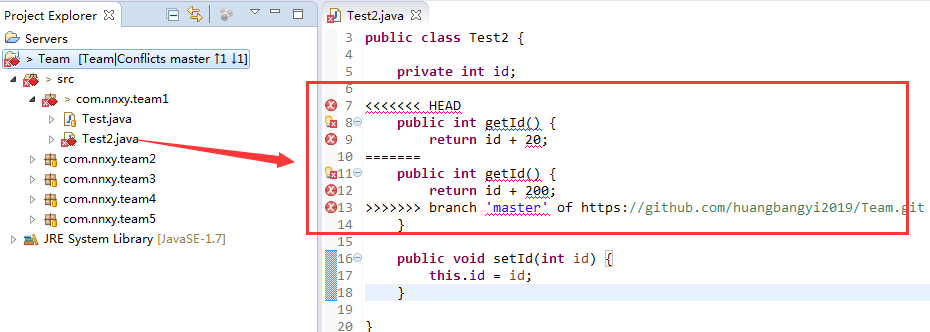 Project Explorer
Servers
> Team [Team|Conflicts master ↑1 ↓1]
> src
> com.nnxy.team1
Test.java
Test2.java
com.nnxy.team2
com.nnxy.team3
com.nnxy.team4
com.nnxy.team5
JRE System Library [JavaSE-1.7]
Test2.java
3 public class Test2 {
4
5 private int id;
6
7 <<<<<<< HEAD
8 public int getId() {
9 return id + 20;
10 =======
11 public int getId() {
12 return id + 200;
13 >>>>>>> branch 'master' of https://github.com/huangbangyi2019/Team.git
14 }
15
16 public void setId(int id) {
17 this.id = id;
18 }
19
20 }